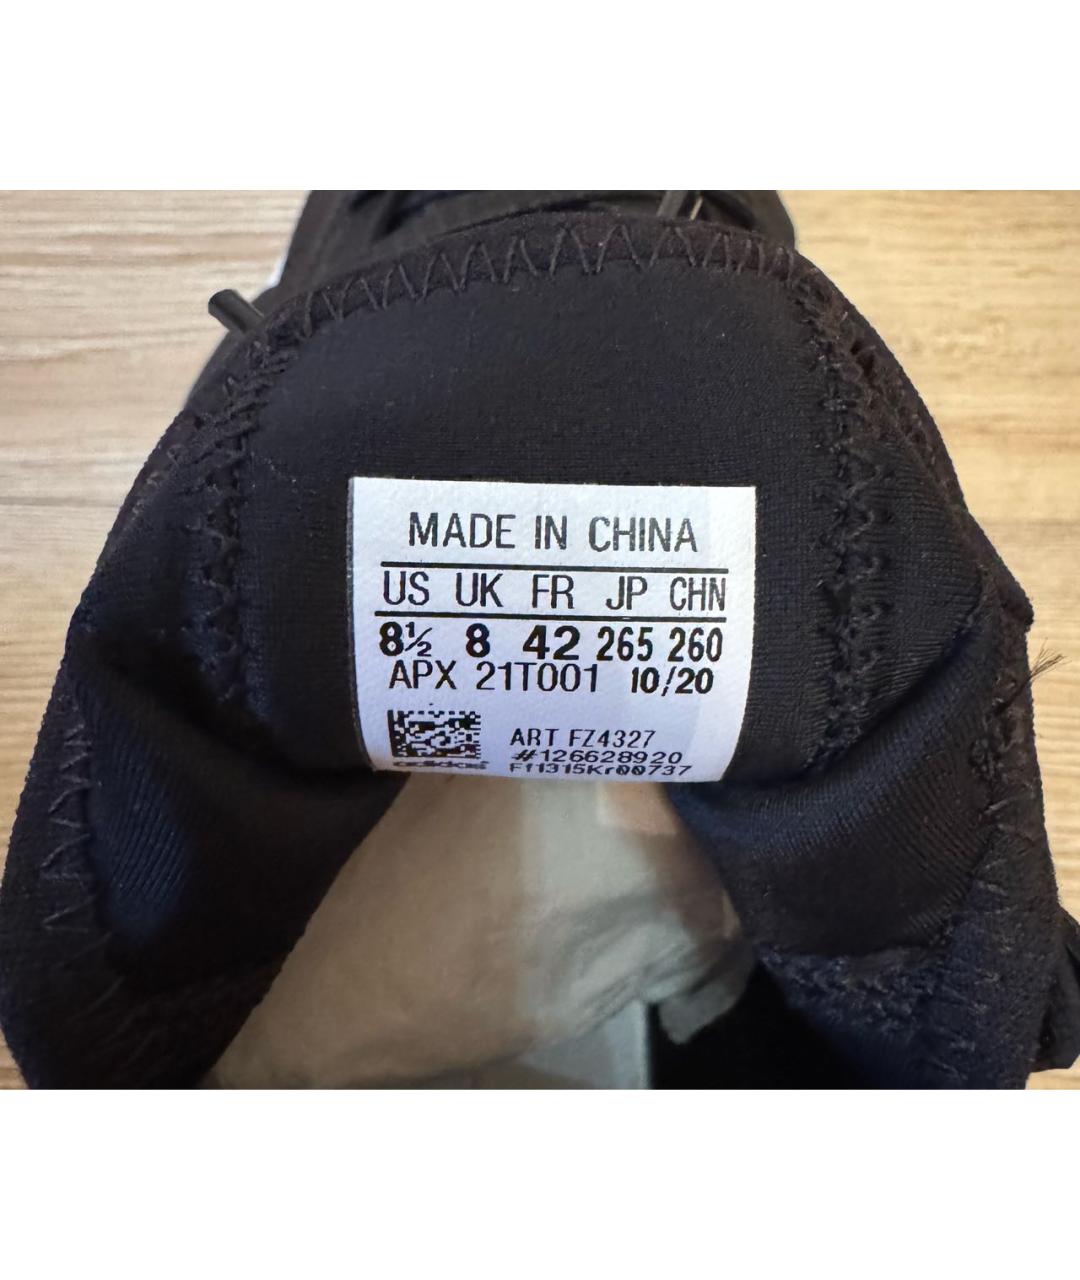 MADE IN CHINA
US UK FR JP CHN
8½ 8 42 265 260
APX 21T001 10/20
ART FZ4327
#126628920
adidas
Ff1315Kr00737